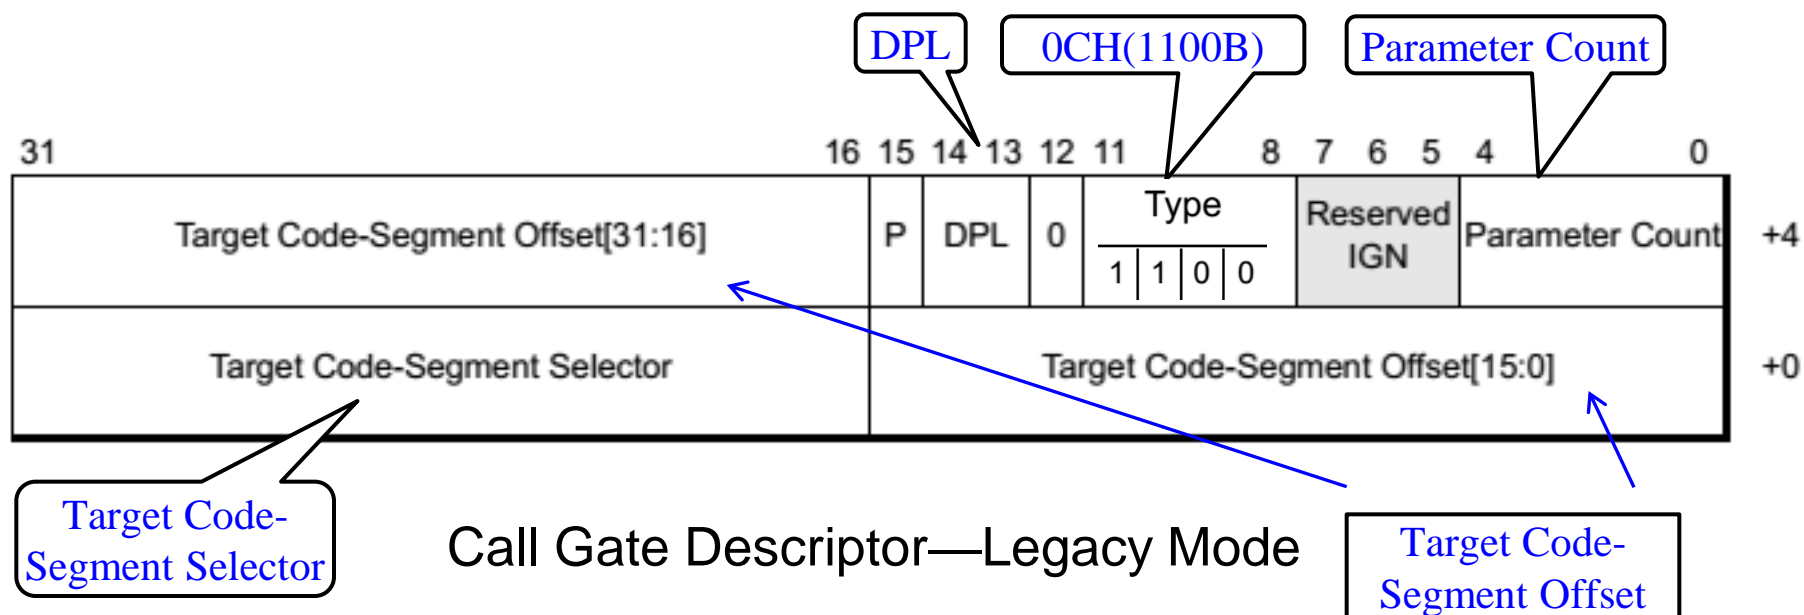 DPL 0CH(1100B) Parameter Count
31 16 15 14 13 12 11 8 7 6 5 4 0
Target Code-Segment Offset[31:16] P DPL 0 Type Reserved IGN Parameter Count +4
1 1 0 0
Target Code-Segment Selector Target Code-Segment Offset[15:0] +0
Target Code-
Segment Selector
Call Gate Descriptor—Legacy Mode
Target Code-
Segment Offset